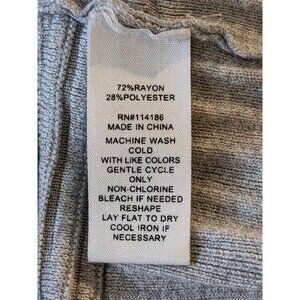 72%RAYON
28%POLYESTER
RN#114186
MADE IN CHINA
MACHINE WASH
COLD
WITH LIKE COLORS
GENTLE CYCLE
ONLY
NON-CHLORINE
BLEACH IF NEEDED
RESHAPE
LAY FLAT TO DRY
COOL IRON IF
NECESSARY